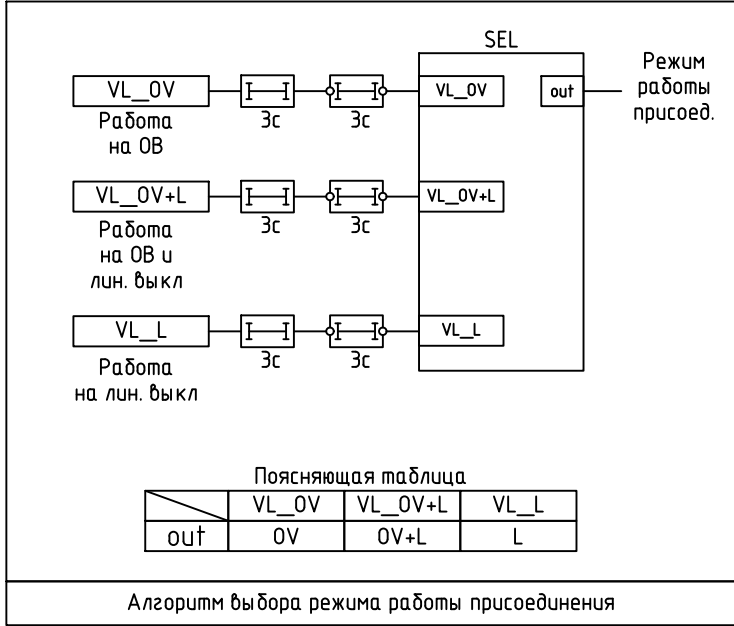 SEL
VL_OV
3с
3с
VL_OV
out
Режим
работы
присоед.
Работа
на ОВ
VL_OV+L
3с
3с
VL_OV+L
Работа
на ОВ и
лин. выкл
VL_L
3с
3с
VL_L
Работа
на лин. выкл
Поясняющая таблица
VL_OV VL_OV+L VL_L
out OV OV+L L
Алгоритм выбора режима работы присоединения